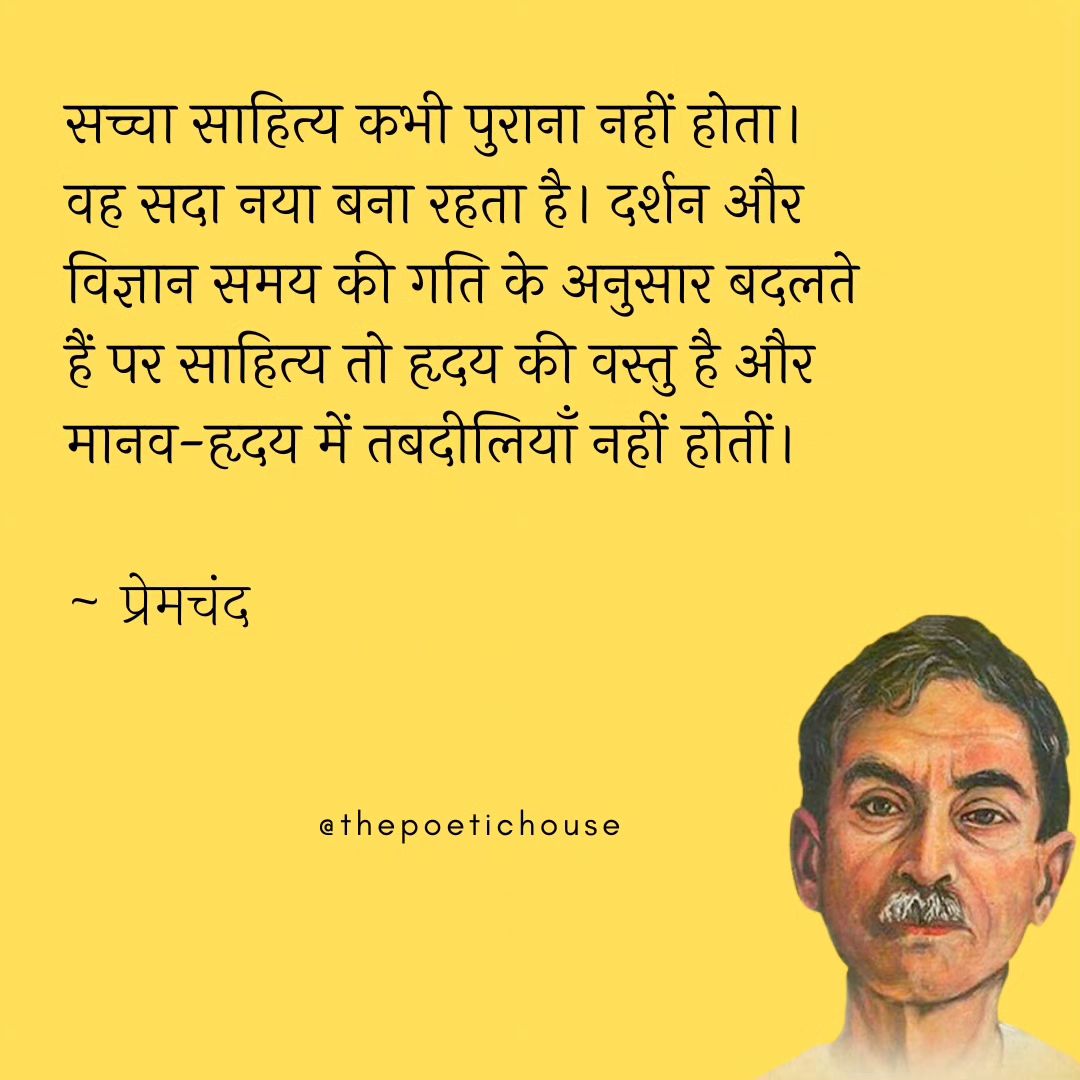 सच्चा साहित्य कभी पुराना नहीं होता।
वह सदा नया बना रहता है। दर्शन और
विज्ञान समय की गति के अनुसार बदलते
हैं पर साहित्य तो हृदय की वस्तु है और
मानव-हृदय में तबदीलियाँ नहीं होतीं।
~ प्रेमचंद
@thepoetichouse